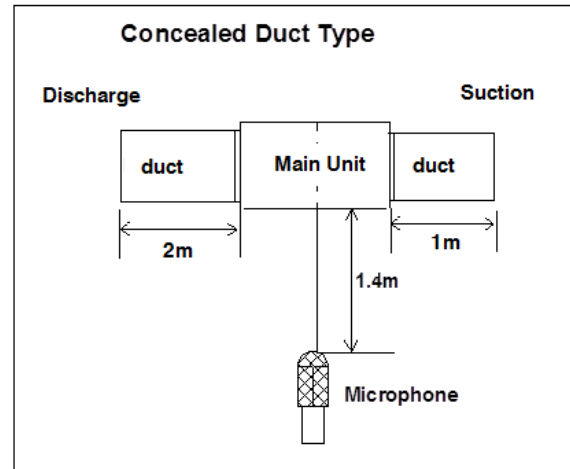 Concealed Duct Type
Discharge
Suction
duct
Main Unit
duct
2m
1m
1.4m
Microphone